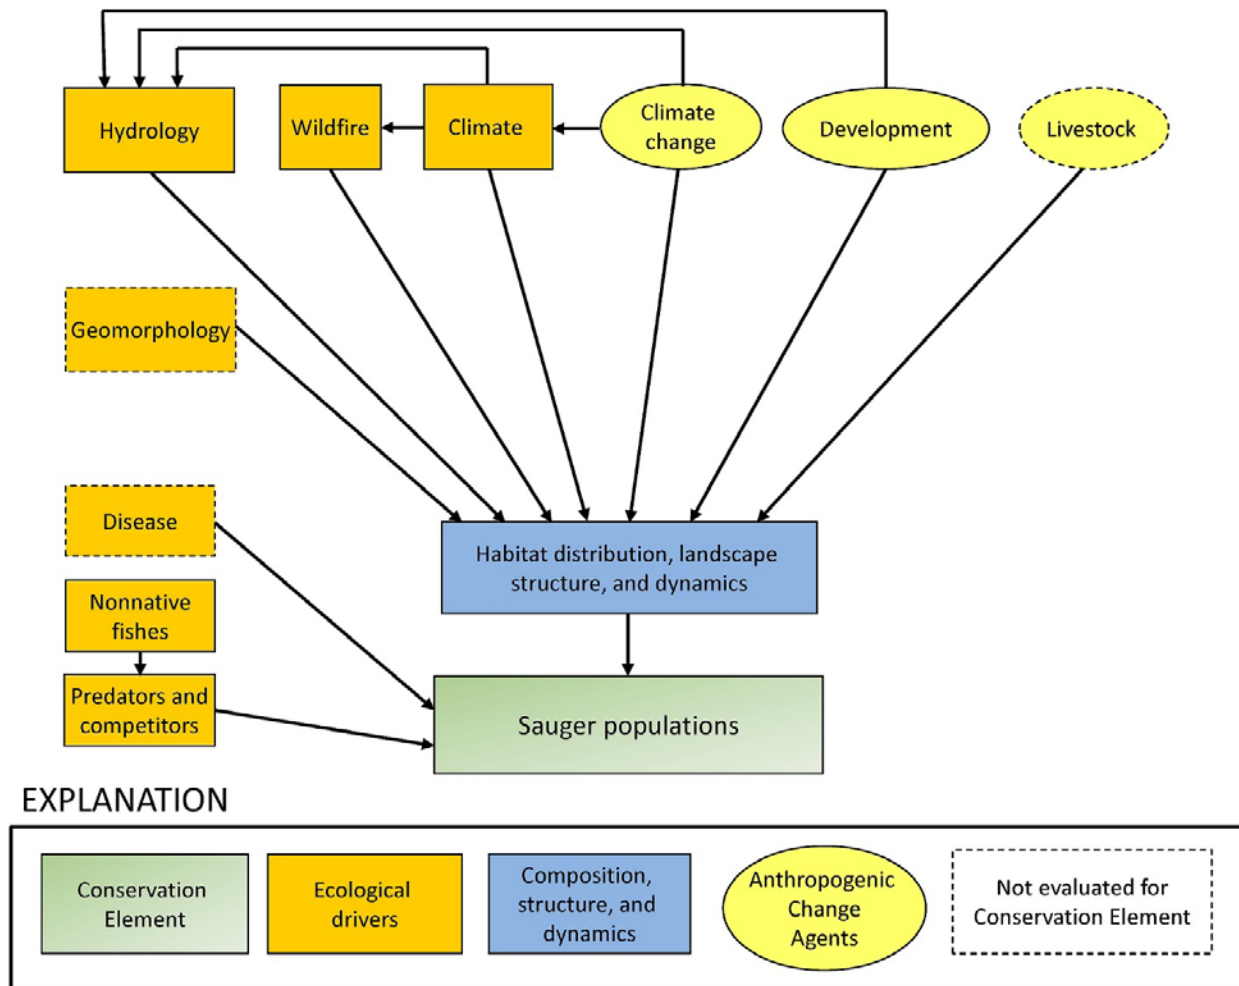 Hydrology
Wildfire
Climate
Climate
change
Development
Livestock
Geomorphology
Disease
Habitat distribution, landscape
structure, and dynamics
Nonnative
fishes
Predators and
competitors
Sauger populations
EXPLANATION
Conservation
Element
Ecological
drivers
Composition,
structure, and
dynamics
Anthropogenic
Change
Agents
Not evaluated for
Conservation Element